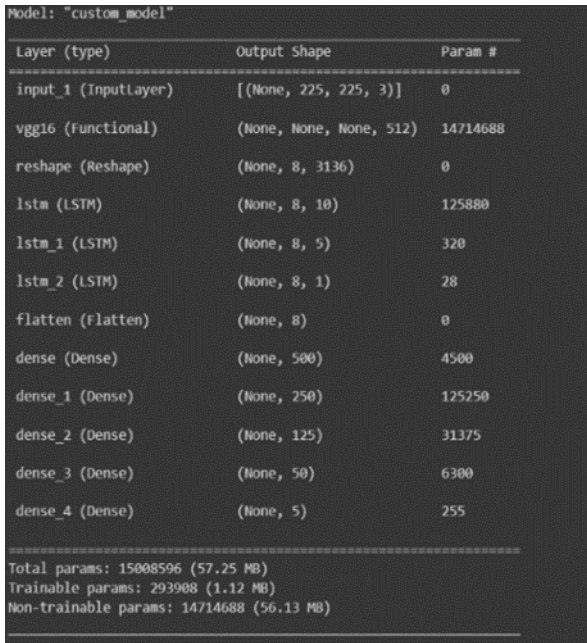 Model: "custom_model"
Layer (type) Output Shape Param #
input_1 (InputLayer) [(None, 225, 225, 3)] 0
vgg16 (Functional) (None, None, None, 512) 14714688
reshape (Reshape) (None, 8, 3136) 0
lstm (LSTM) (None, 8, 10) 125880
lstm_1 (LSTM) (None, 8, 5) 320
lstm_2 (LSTM) (None, 8, 1) 28
flatten (Flatten) (None, 8) 0
dense (Dense) (None, 500) 4500
dense_1 (Dense) (None, 250) 125250
dense_2 (Dense) (None, 125) 31375
dense_3 (Dense) (None, 50) 6300
dense_4 (Dense) (None, 5) 255
Total params: 15008596 (57.25 MB)
Trainable params: 293908 (1.12 MB)
Non-trainable params: 14714688 (56.13 MB)